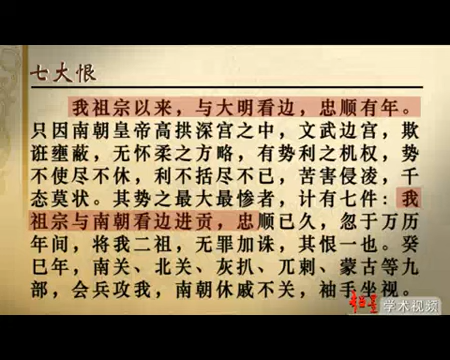 七大恨
我祖宗以来，与大明看边，忠顺有年。
只因南朝皇帝高拱深宫之中，文武边官，欺
诳壅蔽，无怀柔之方略，有势利之机权，势
不使尽不休，利不括尽不已，苦害侵凌，千
态莫状。其势之最大最惨者，计有七件：我
祖宗与南朝看边进贡，忠顺已久，忽于万历
年间，将我二祖，无罪加诛，其恨一也。癸
巳年，南关、北关、灰扒、兀剌、蒙古等九
部，会兵攻我，南朝休戚不关，袖手坐视。
学术视频